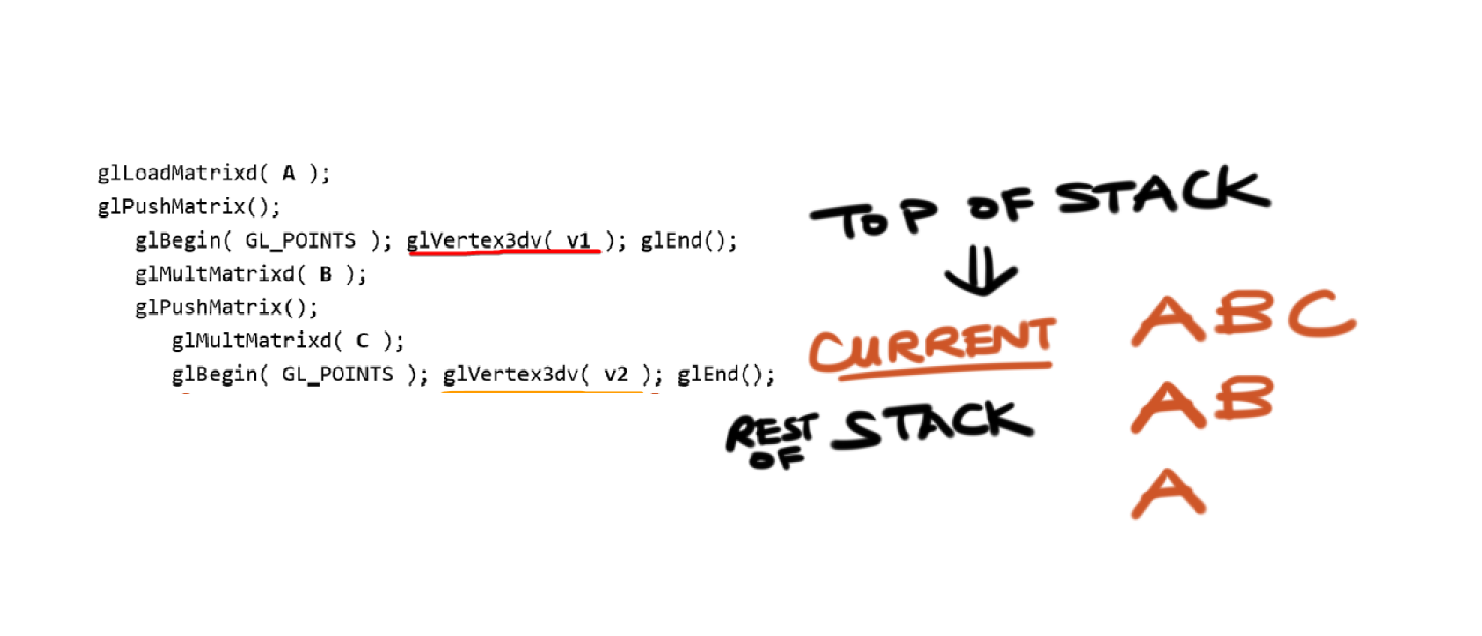 glLoadMatrixd( A );
glPushMatrix();
glBegin( GL_POINTS ); glVertex3dv( v1 ); glEnd();
glMultMatrixd( B );
glPushMatrix();
glMultMatrixd( C );
glBegin( GL_POINTS ); glVertex3dv( v2 ); glEnd();
TOP OF STACK
CURRENT ABC
REST OF STACK AB
A